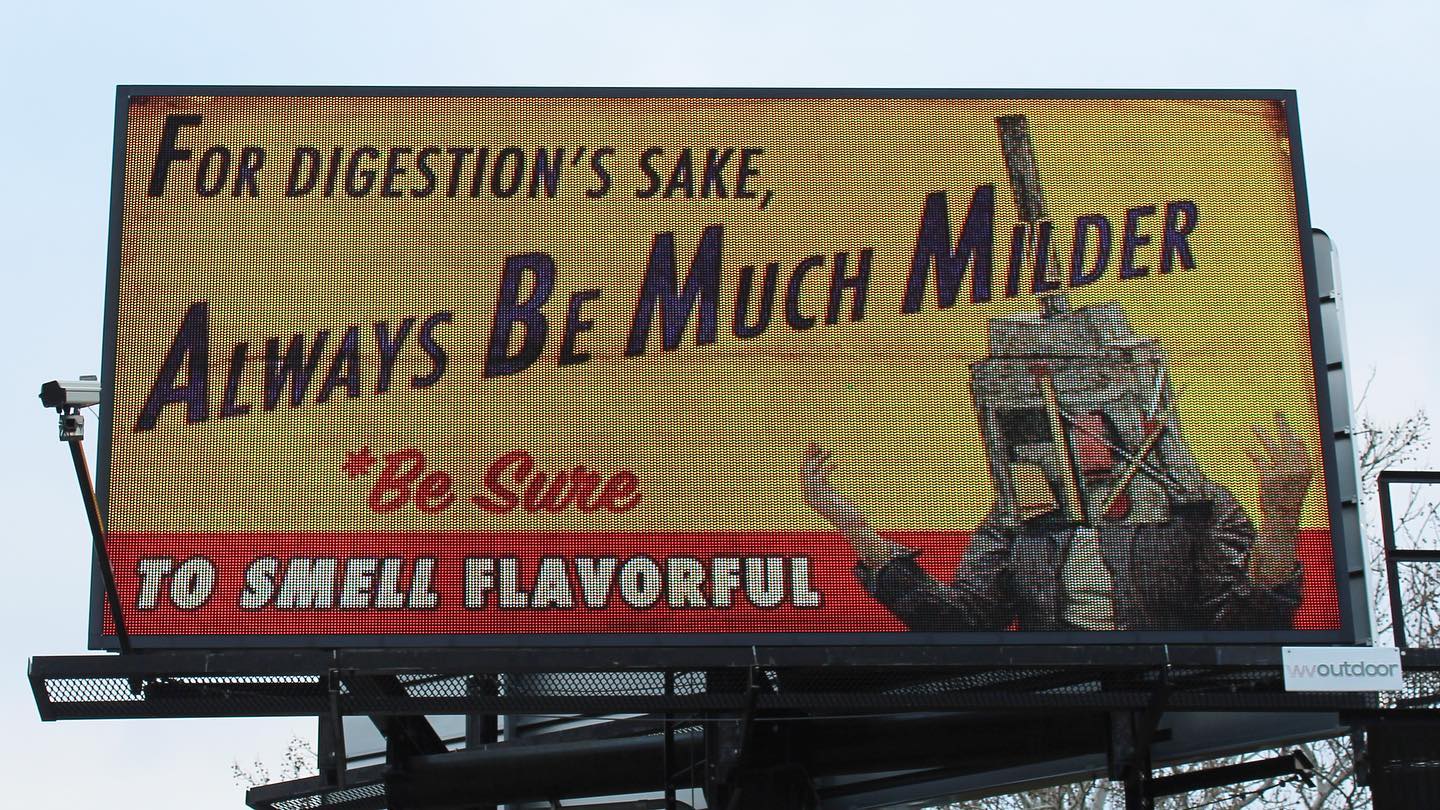 FOR DIGESTION'S SAKE,
ALWAYS BE MUCH MILDER
*Be Sure
TO SMELL FLAVORFUL
wvoutdoor